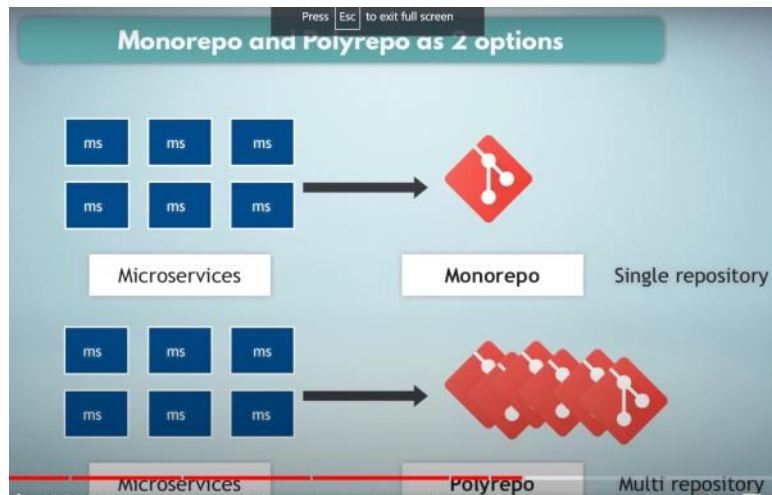 Press Esc to exit full screen
Monorepo and Polyrepo as 2 options
ms ms ms
ms ms ms
Microservices Monorepo Single repository
ms ms ms
ms ms ms
Microservices Polyrepo Multi repository